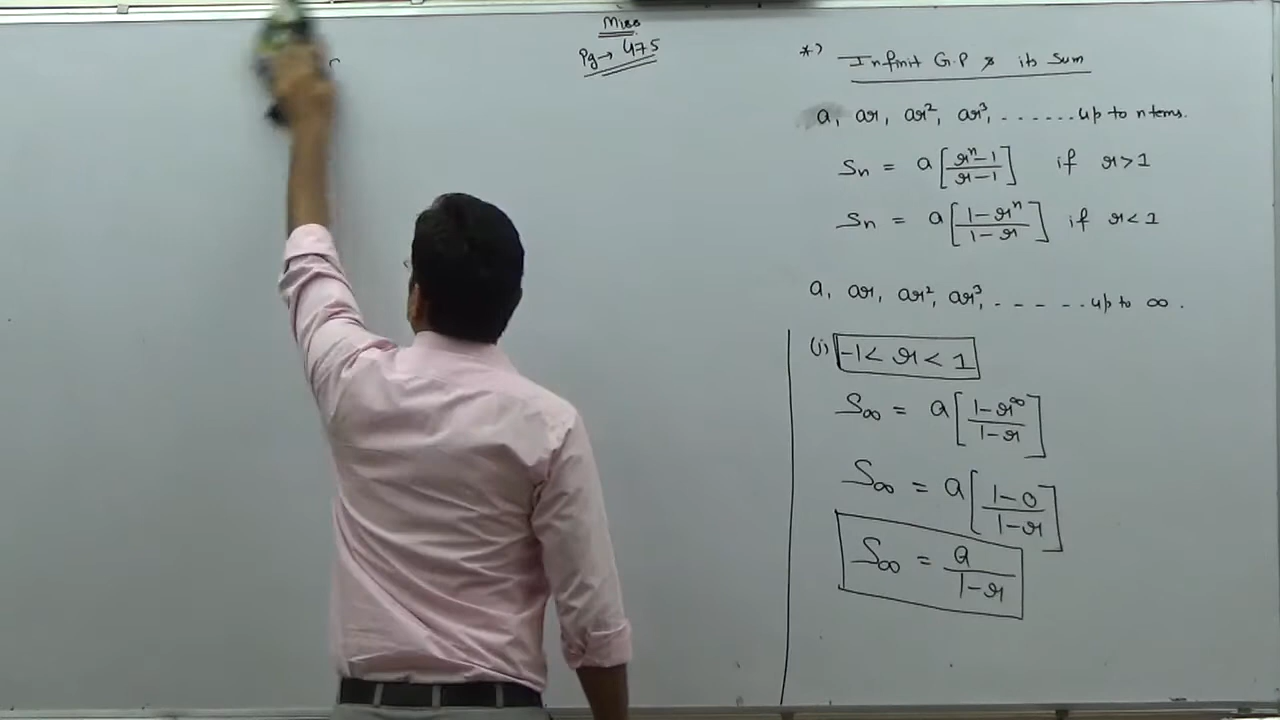 Misc
Pg→ 475
*) Infinit G.P & its Sum
a, ar, ar², ar³, ....... up to n tems.
Sn = a[(rⁿ-1)/(r-1)] if r>1
Sn = a[(1-rⁿ)/(1-r)] if r<1
a, ar, ar², ar³, - - - - - .. up to ∞ .
(i) -1< r < 1
S∞ = a[(1-r^∞)/(1-r)]
S∞ = a[(1-0)/(1-r)]
S∞ = a/(1-r)